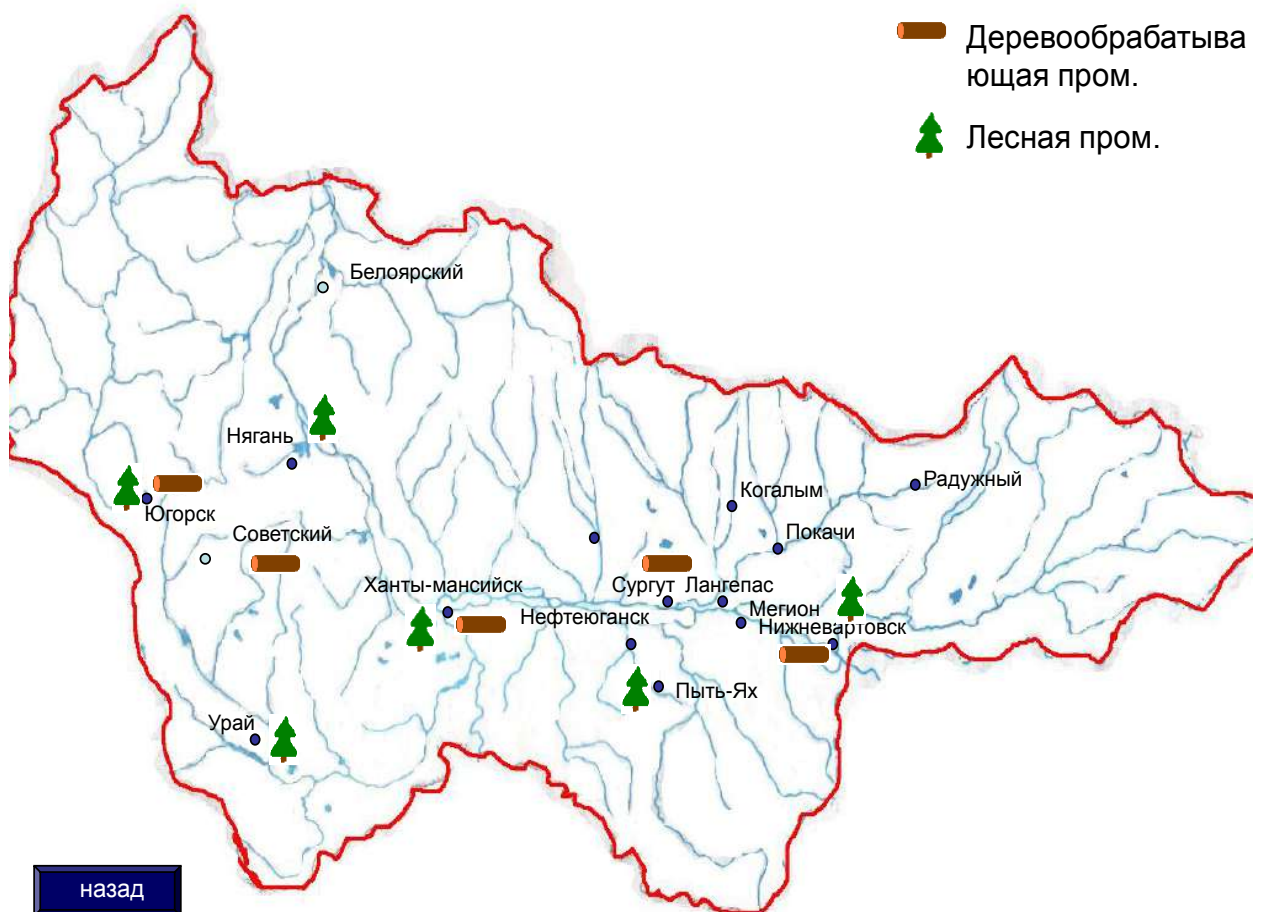 Деревообрабатыва
ющая пром.
Лесная пром.
Белоярский
Нягань
Югорск
Советский
Ханты-мансийск
Урай
Когалым
Радужный
Покачи
Сургут
Лангепас
Мегион
Нефтеюганск
Нижневартовск
Пыть-Ях
назад